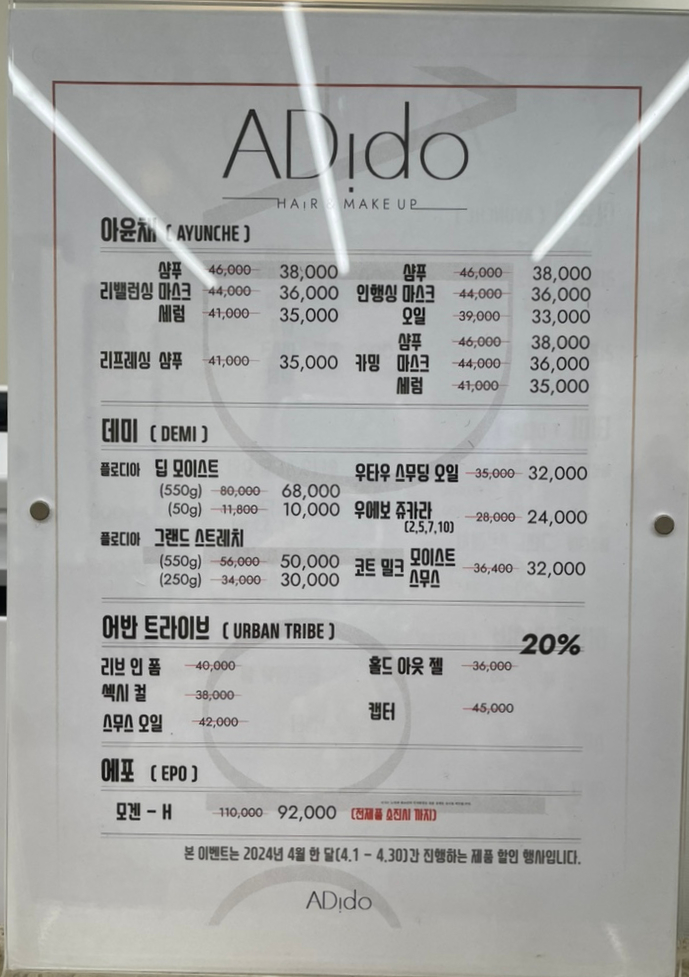 ADido
HAIR & MAKE UP
아윤채 ( AYUNCHE )
리밸런싱 샴푸 46,000 38,000
마스크 44,000 36,000
세럼 41,000 35,000
리프레싱 샴푸 41,000 35,000
인행싱 샴푸 46,000 38,000
마스크 44,000 36,000
오일 39,000 33,000
카밍 샴푸 46,000 38,000
마스크 44,000 36,000
세럼 41,000 35,000
데미 ( DEMI )
플로디아 딥 모이스트
(550g) 80,000 68,000
(50g) 11,800 10,000
플로디아 그랜드 스트레치
(550g) 56,000 50,000
(250g) 34,000 30,000
우타우 스무딩 오일 35,000 32,000
우에보 쥬카라 28,000 24,000
(2,5,7,10)
코트 밀크 모이스트 스무스 36,400 32,000
어반 트라이브 ( URBAN TRIBE )
20%
리브 인 폼 40,000
섹시 컬 38,000
스무스 오일 42,000
홀드 아웃 젤 36,000
캡터 45,000
에포 ( EPO )
모겐 - H 110,000 92,000 (전제품 소진시 까지)
본 이벤트는 2024년 4월 한 달(4.1 - 4.30)간 진행하는 제품 할인 행사입니다.
ADido